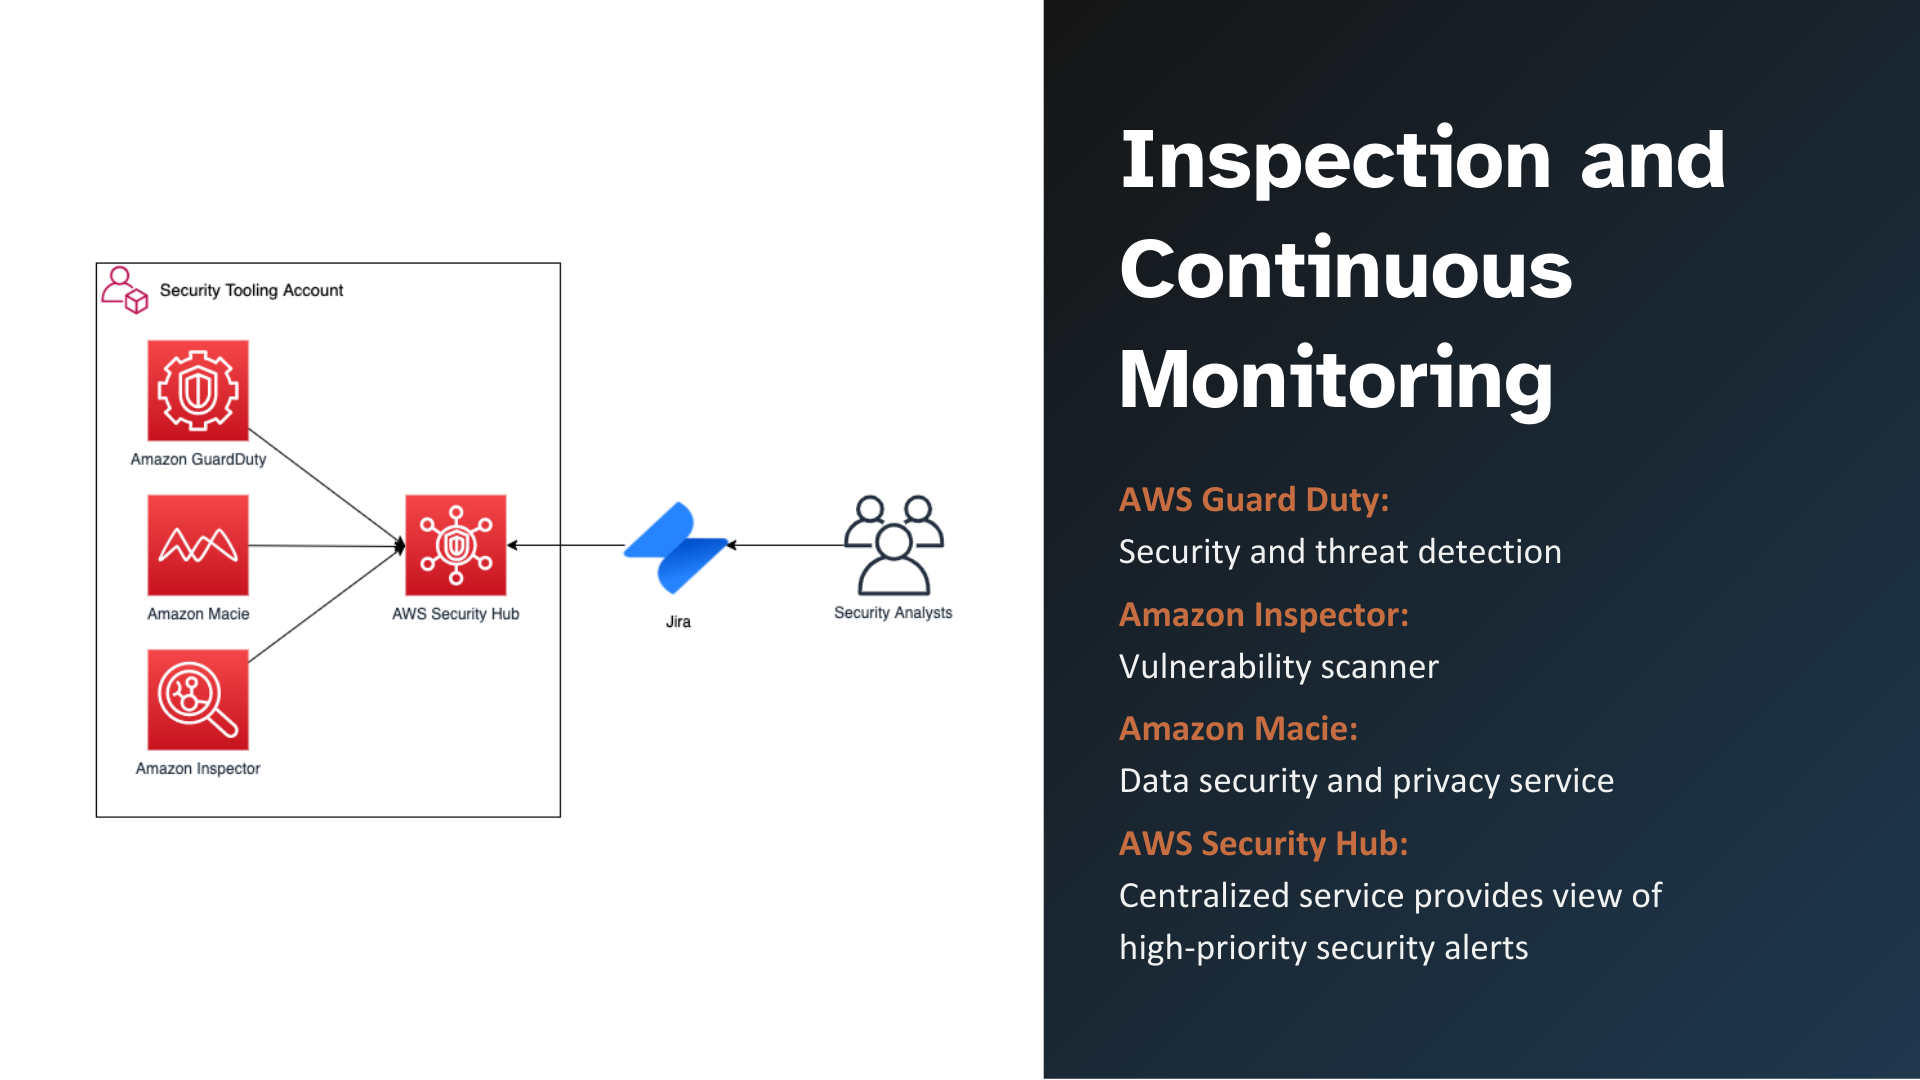 Security Tooling Account
Amazon GuardDuty
Amazon Macie
AWS Security Hub
Amazon Inspector
Jira
Security Analysts
Inspection and
Continuous
Monitoring
AWS Guard Duty:
Security and threat detection
Amazon Inspector:
Vulnerability scanner
Amazon Macie:
Data security and privacy service
AWS Security Hub:
Centralized service provides view of
high-priority security alerts